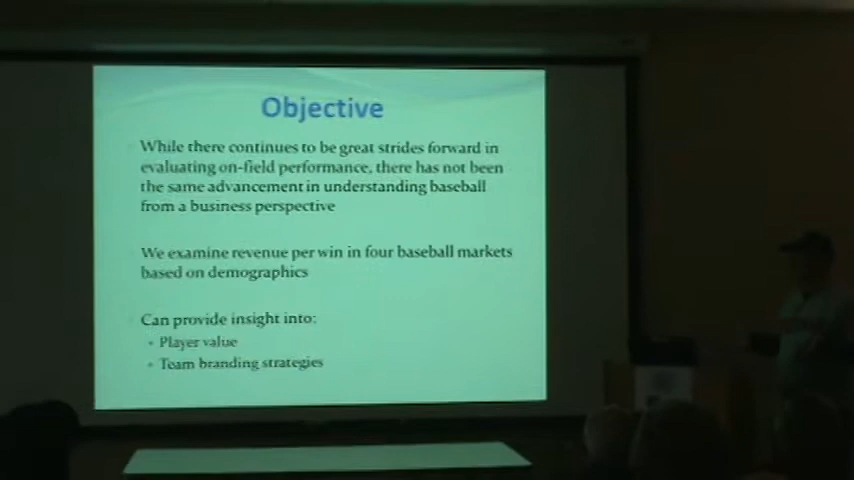 Objective
While there continues to be great strides forward in
evaluating on-field performance, there has not been
the same advancement in understanding baseball
from a business perspective
We examine revenue per win in four baseball markets
based on demographics
Can provide insight into:
• Player value
• Team branding strategies